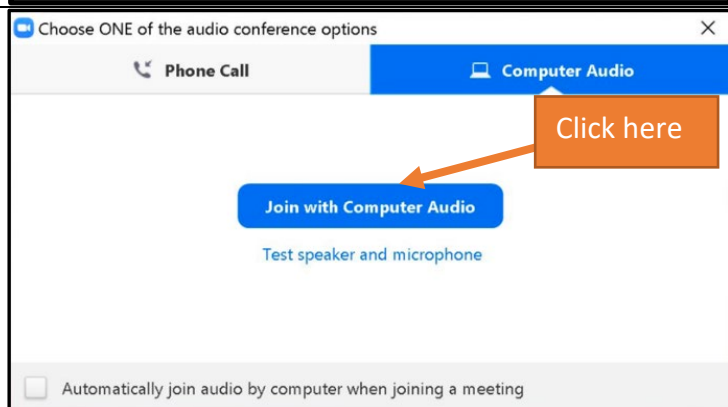 Choose ONE of the audio conference options
Phone Call
Computer Audio
Click here
Join with Computer Audio
Test speaker and microphone
Automatically join audio by computer when joining a meeting